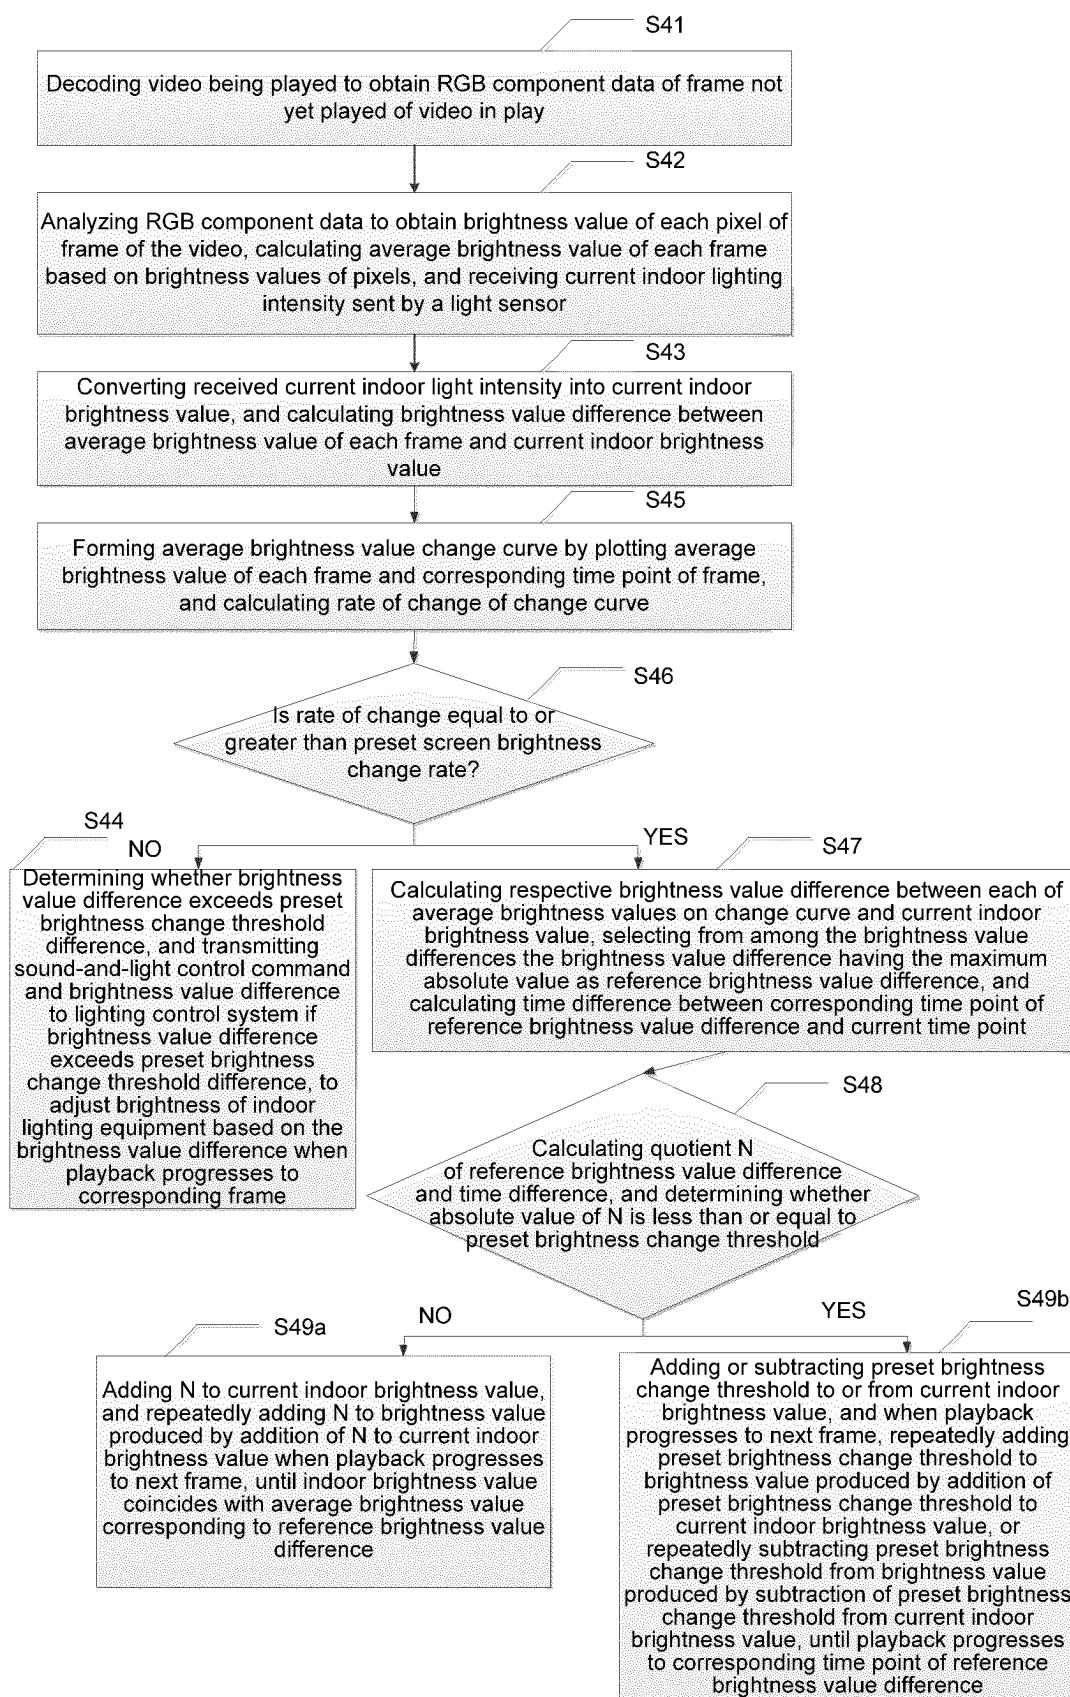 S41
Decoding video being played to obtain RGB component data of frame not
yet played of video in play
S42
Analyzing RGB component data to obtain brightness value of each pixel of
frame of the video, calculating average brightness value of each frame
based on brightness values of pixels, and receiving current indoor lighting
intensity sent by a light sensor
S43
Converting received current indoor light intensity into current indoor
brightness value, and calculating brightness value difference between
average brightness value of each frame and current indoor brightness
value
S45
Forming average brightness value change curve by plotting average
brightness value of each frame and corresponding time point of frame,
and calculating rate of change of change curve
S46
Is rate of change equal to or
greater than preset screen brightness
change rate?
S44
NO
Determining whether brightness
value difference exceeds preset
brightness change threshold
difference, and transmitting
sound-and-light control command
and brightness value difference
to lighting control system if
brightness value difference
exceeds preset brightness
change threshold difference, to
adjust brightness of indoor
lighting equipment based on the
brightness value difference when
playback progresses to
corresponding frame
YES
S47
Calculating respective brightness value difference between each of
average brightness values on change curve and current indoor
brightness value, selecting from among the brightness value
differences the brightness value difference having the maximum
absolute value as reference brightness value difference, and
calculating time difference between corresponding time point of
reference brightness value difference and current time point
S48
Calculating quotient N
of reference brightness value difference
and time difference, and determining whether
absolute value of N is less than or equal to
preset brightness change threshold
NO
S49a
Adding N to current indoor brightness value,
and repeatedly adding N to brightness value
produced by addition of N to current indoor
brightness value when playback progresses
to next frame, until indoor brightness value
coincides with average brightness value
corresponding to reference brightness value
difference
YES
S49b
Adding or subtracting preset brightness
change threshold to or from current indoor
brightness value, and when playback
progresses to next frame, repeatedly adding
preset brightness change threshold to
brightness value produced by addition of
preset brightness change threshold to
current indoor brightness value, or
repeatedly subtracting preset brightness
change threshold from brightness value
produced by subtraction of preset brightness
change threshold from current indoor
brightness value, until playback progresses
to corresponding time point of reference
brightness value difference